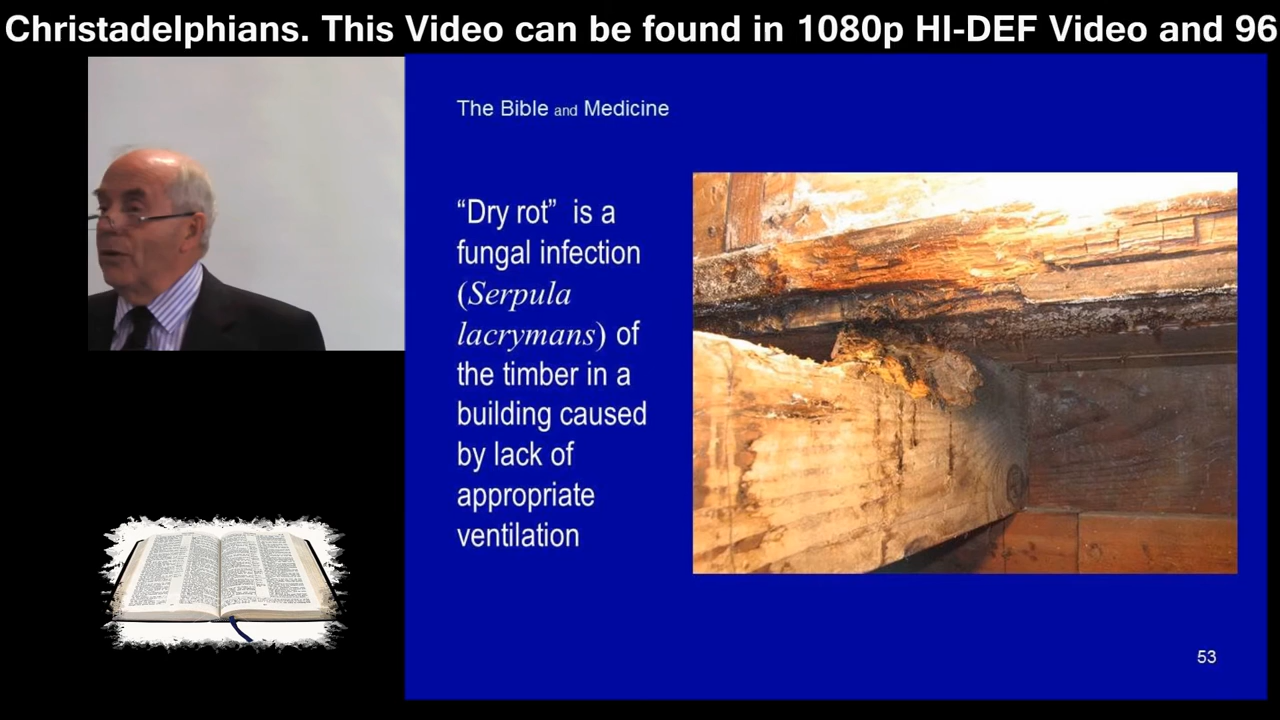 Christadelphians. This Video can be found in 1080p HI-DEF Video and 96
The Bible and Medicine
“Dry rot”  is a
fungal infection
(Serpula
lacrymans) of
the timber in a
building caused
by lack of
appropriate
ventilation
53